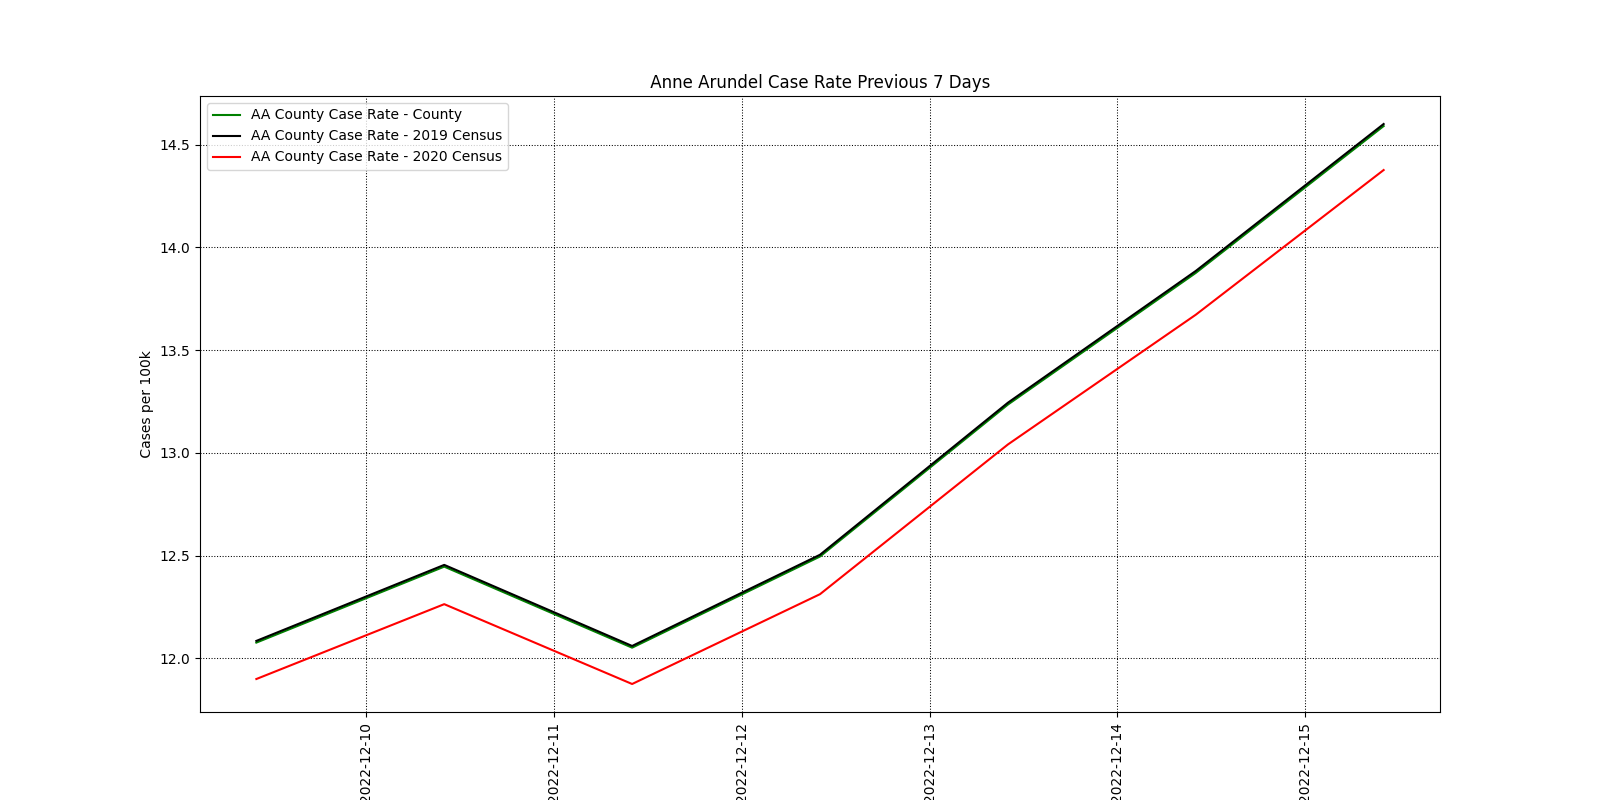 Anne Arundel Case Rate Previous 7 Days
AA County Case Rate - County
AA County Case Rate - 2019 Census
AA County Case Rate - 2020 Census
14.5
14.0
13.5
13.0
12.5
12.0
Cases per 100k
2022-12-10
2022-12-11
2022-12-12
2022-12-13
2022-12-14
2022-12-15